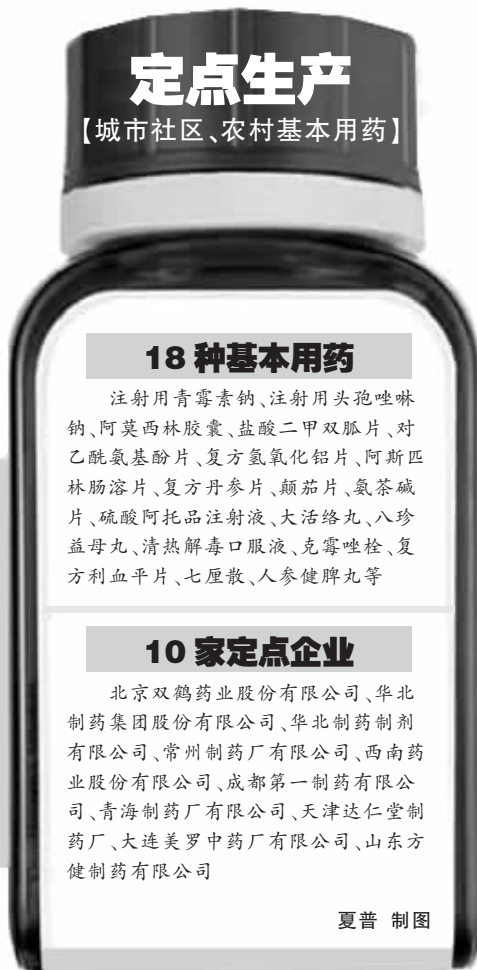 定点生产
【城市社区、农村基本用药】
18 种基本用药
注射用青霉素钠、注射用头孢唑啉
钠、阿莫西林胶囊、盐酸二甲双胍片、对
乙酰氨基酚片、复方氢氧化铝片、阿斯匹
林肠溶片、复方丹参片、颠茄片、氨茶碱
片、硫酸阿托品注射液、大活络丸、八珍
益母丸、清热解毒口服液、克霉唑栓、复
方利血平片、七厘散、人参健脾丸等
10 家定点企业
北京双鹤药业股份有限公司、华北
制药集团股份有限公司、华北制药制剂
有限公司、常州制药厂有限公司、西南药
业股份有限公司、成都第一制药有限公
司、青海制药厂有限公司、天津达仁堂制
药厂、大连美罗中药厂有限公司、山东方
健制药有限公司
夏普 制图